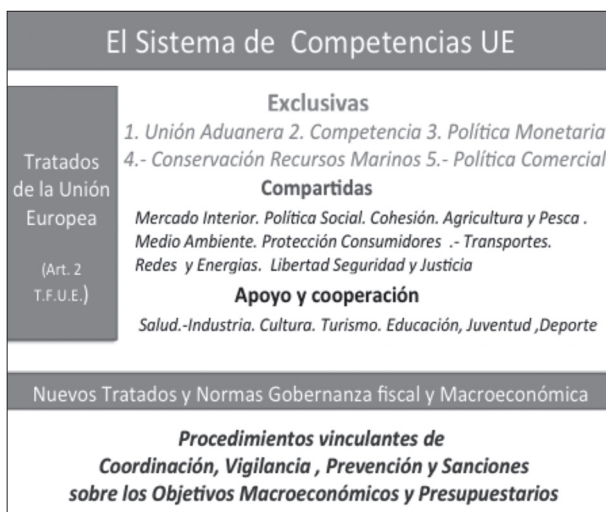 El Sistema de Competencias UE
Tratados
de la Unión
Europea
(Art. 2
T.F.U.E.)
Exclusivas
1. Unión Aduanera 2. Competencia 3. Política Monetaria
4.- Conservación Recursos Marinos 5.- Política Comercial
Compartidas
Mercado Interior. Política Social. Cohesión. Agricultura y Pesca .
Medio Ambiente. Protección Consumidores .- Transportes.
Redes y Energias. Libertad Seguridad y Justicia
Apoyo y cooperación
Salud.-Industria. Cultura. Turismo. Educación, Juventud ,Deporte
Nuevos Tratados y Normas Gobernanza fiscal y Macroeconómica
Procedimientos vinculantes de
Coordinación, Vigilancia , Prevención y Sanciones
sobre los Objetivos Macroeconómicos y Presupuestarios